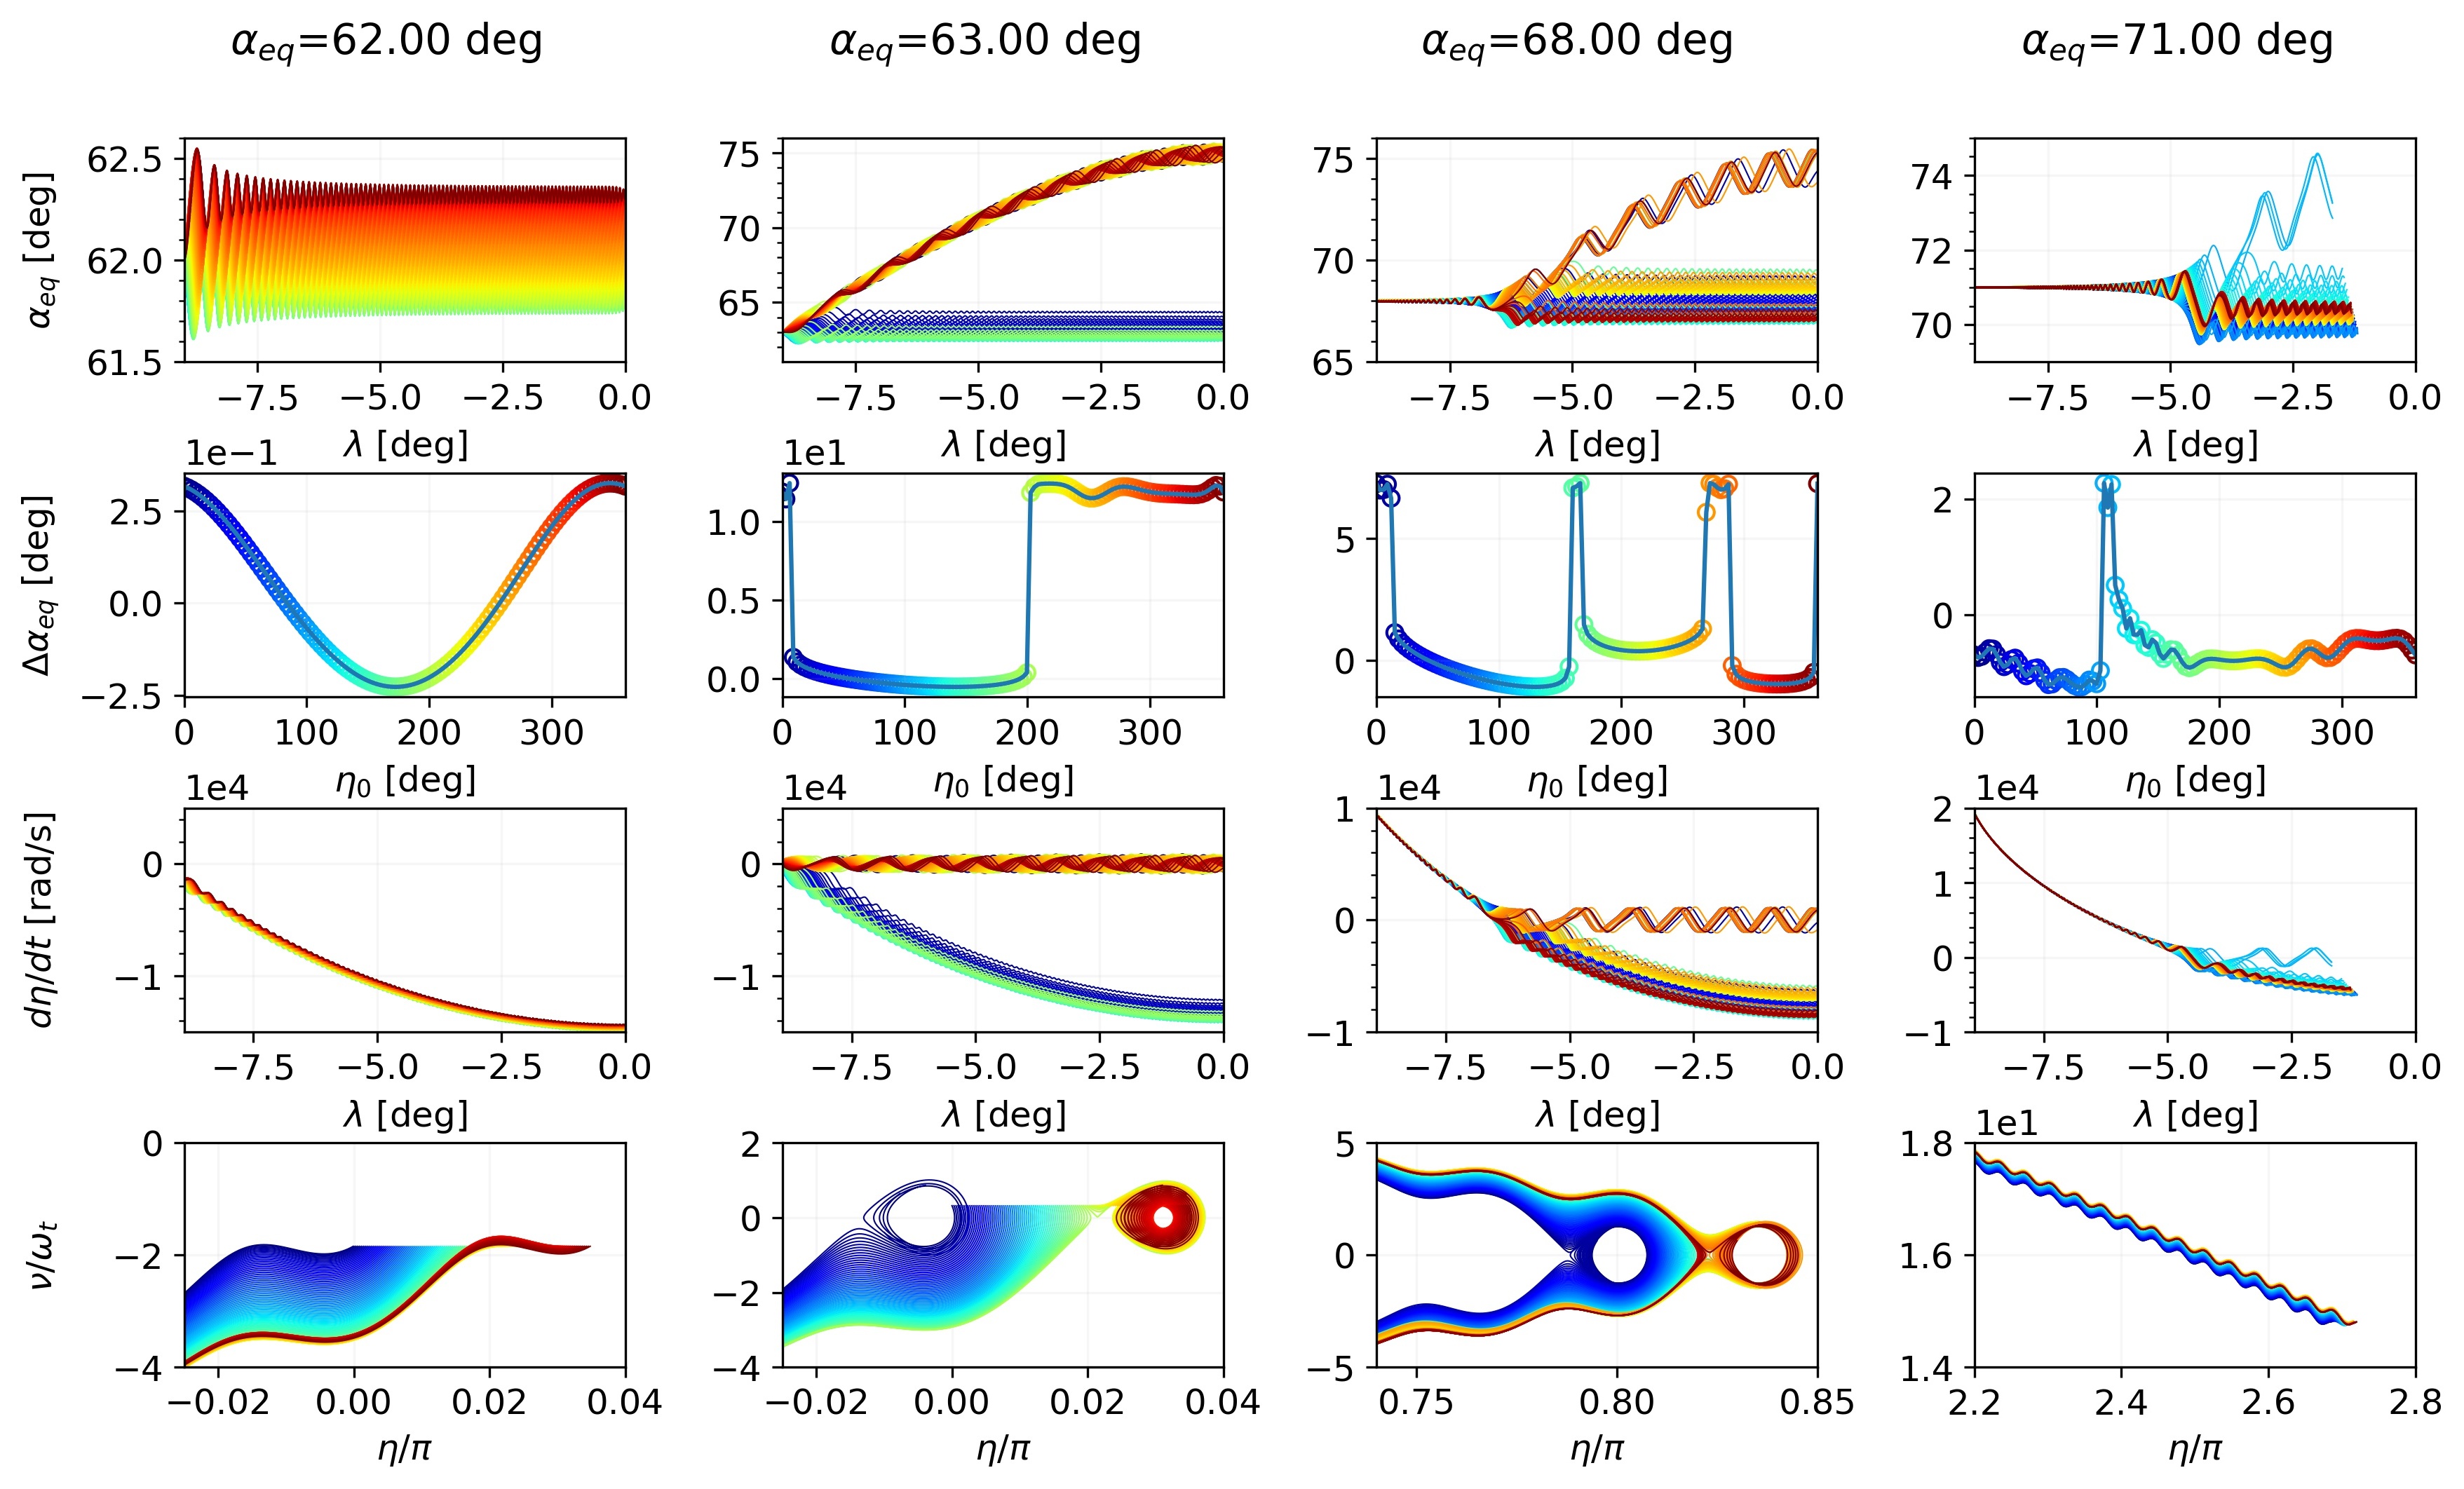 α_eq=62.00 deg α_eq=63.00 deg α_eq=68.00 deg α_eq=71.00 deg
α_eq [deg]
62.5 62.0 61.5
−7.5 −5.0 −2.5 0.0
λ [deg]
75 70 65
−7.5 −5.0 −2.5 0.0
λ [deg]
75 70 65
−7.5 −5.0 −2.5 0.0
λ [deg]
74 72 70
−7.5 −5.0 −2.5 0.0
λ [deg]
Δα_eq [deg]
1e−1
2.5 0.0 −2.5
0 100 200 300
η₀ [deg]
1e1
1.0 0.5 0.0
0 100 200 300
η₀ [deg]
5 0
0 100 200 300
η₀ [deg]
2 0
0 100 200 300
η₀ [deg]
dη/dt [rad/s]
1e4
0 −1
−7.5 −5.0 −2.5 0.0
λ [deg]
1e4
0 −1
−7.5 −5.0 −2.5 0.0
λ [deg]
1e4
1 0 −1
−7.5 −5.0 −2.5 0.0
λ [deg]
1e4
2 1 0 −1
−7.5 −5.0 −2.5 0.0
λ [deg]
ν/ω_t
0 −2 −4
−0.02 0.00 0.02 0.04
η/π
2 0 −2 −4
−0.02 0.00 0.02 0.04
η/π
5 0 −5
0.75 0.80 0.85
η/π
1e1
1.8 1.6 1.4
2.2 2.4 2.6 2.8
η/π